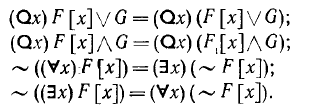 (Qx) F [x] ∨ G = (Qx) (F [x] ∨ G);
(Qx) F [x] ∧ G = (Qx) (F [x] ∧ G);
~ ((∀x) F [x]) = (∃x) (~ F [x]);
~ ((∃x) F [x]) = (∀x) (~ F [x]).